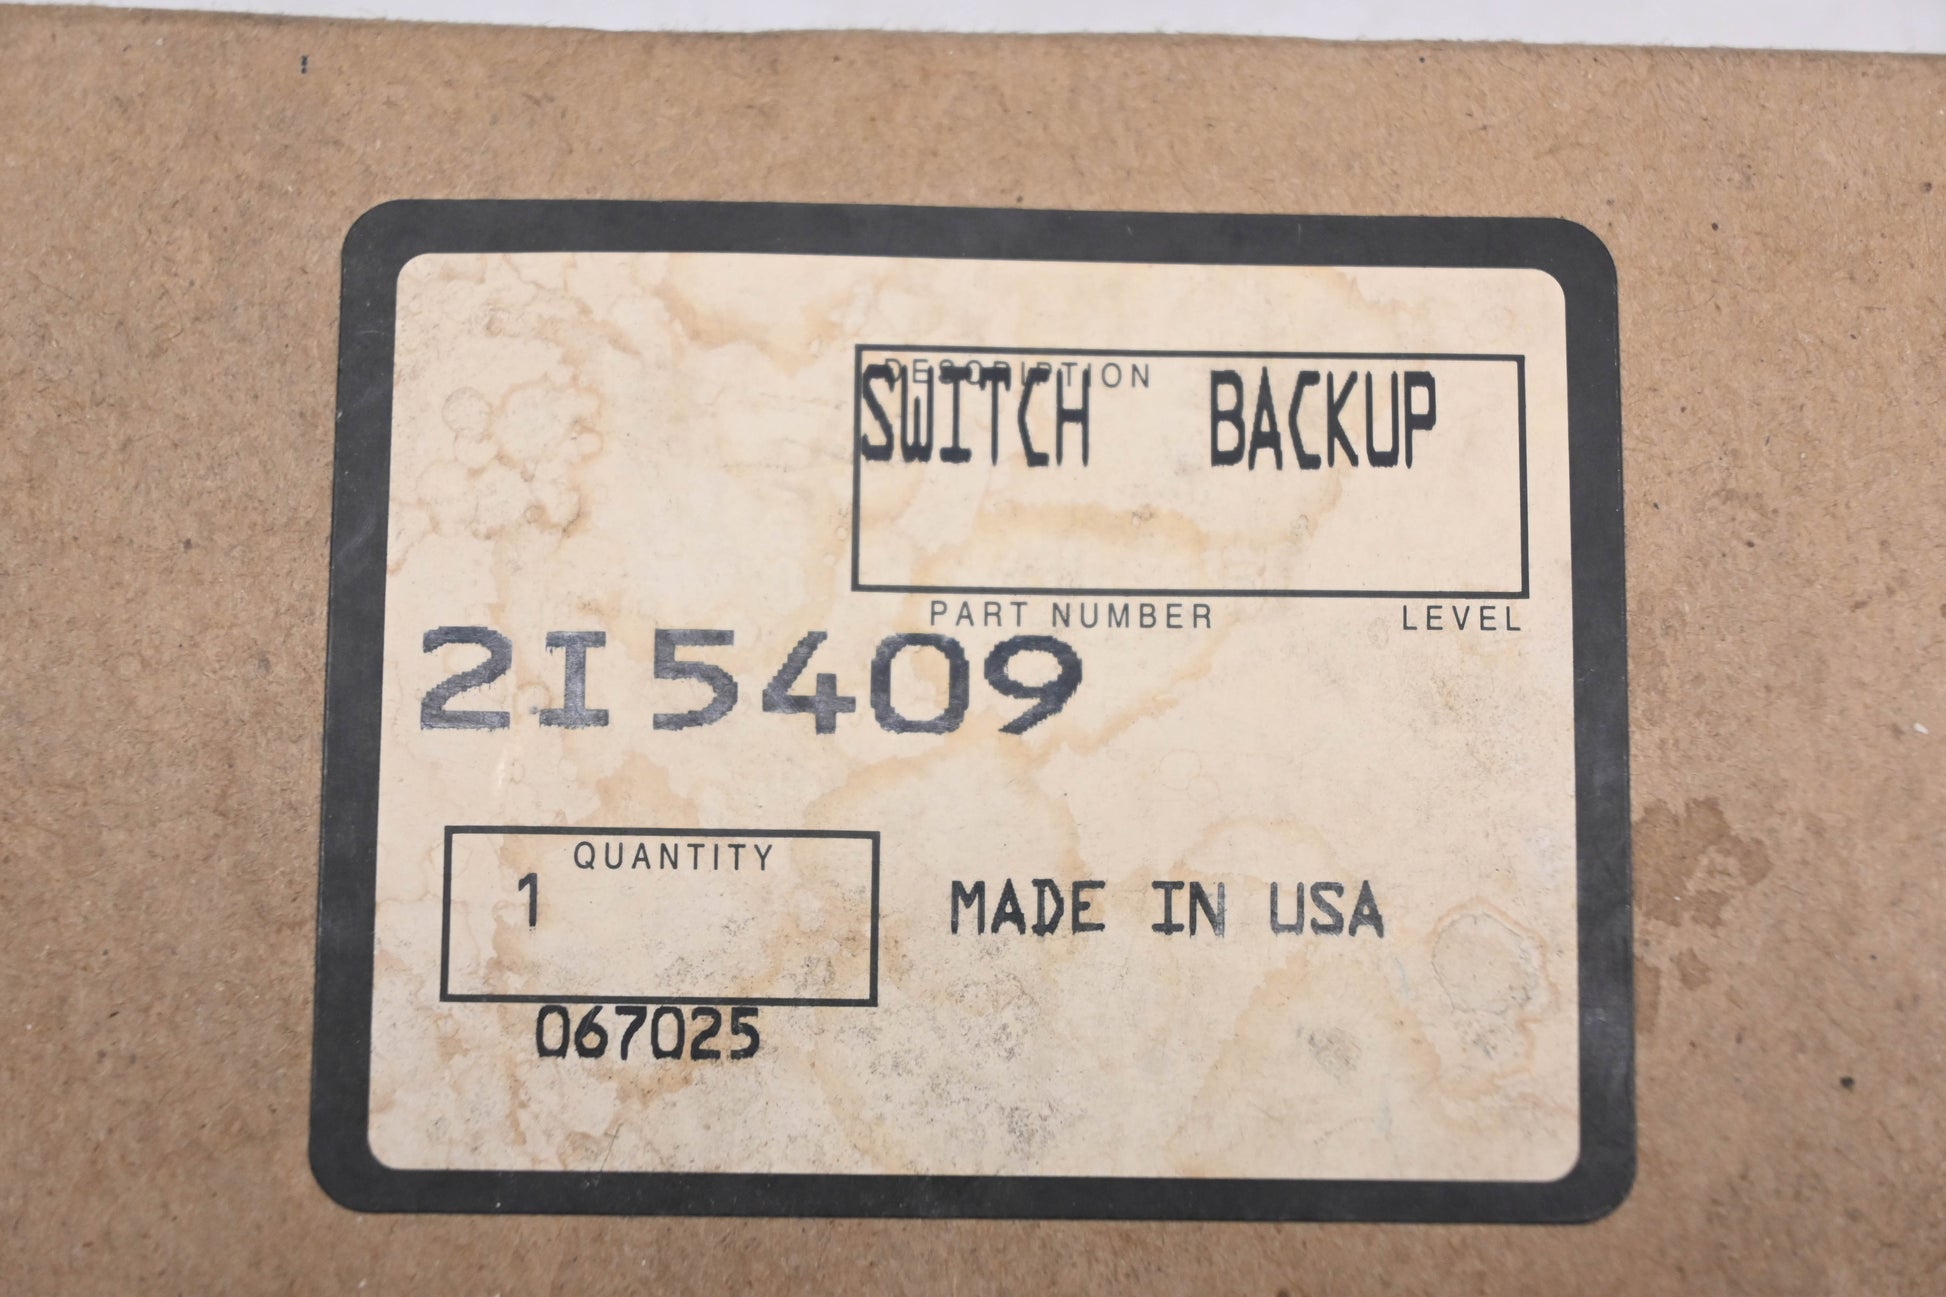 DESCRIPTION
SWITCH BACKUP
PART NUMBER LEVEL
215409
QUANTITY
1
MADE IN USA
067025